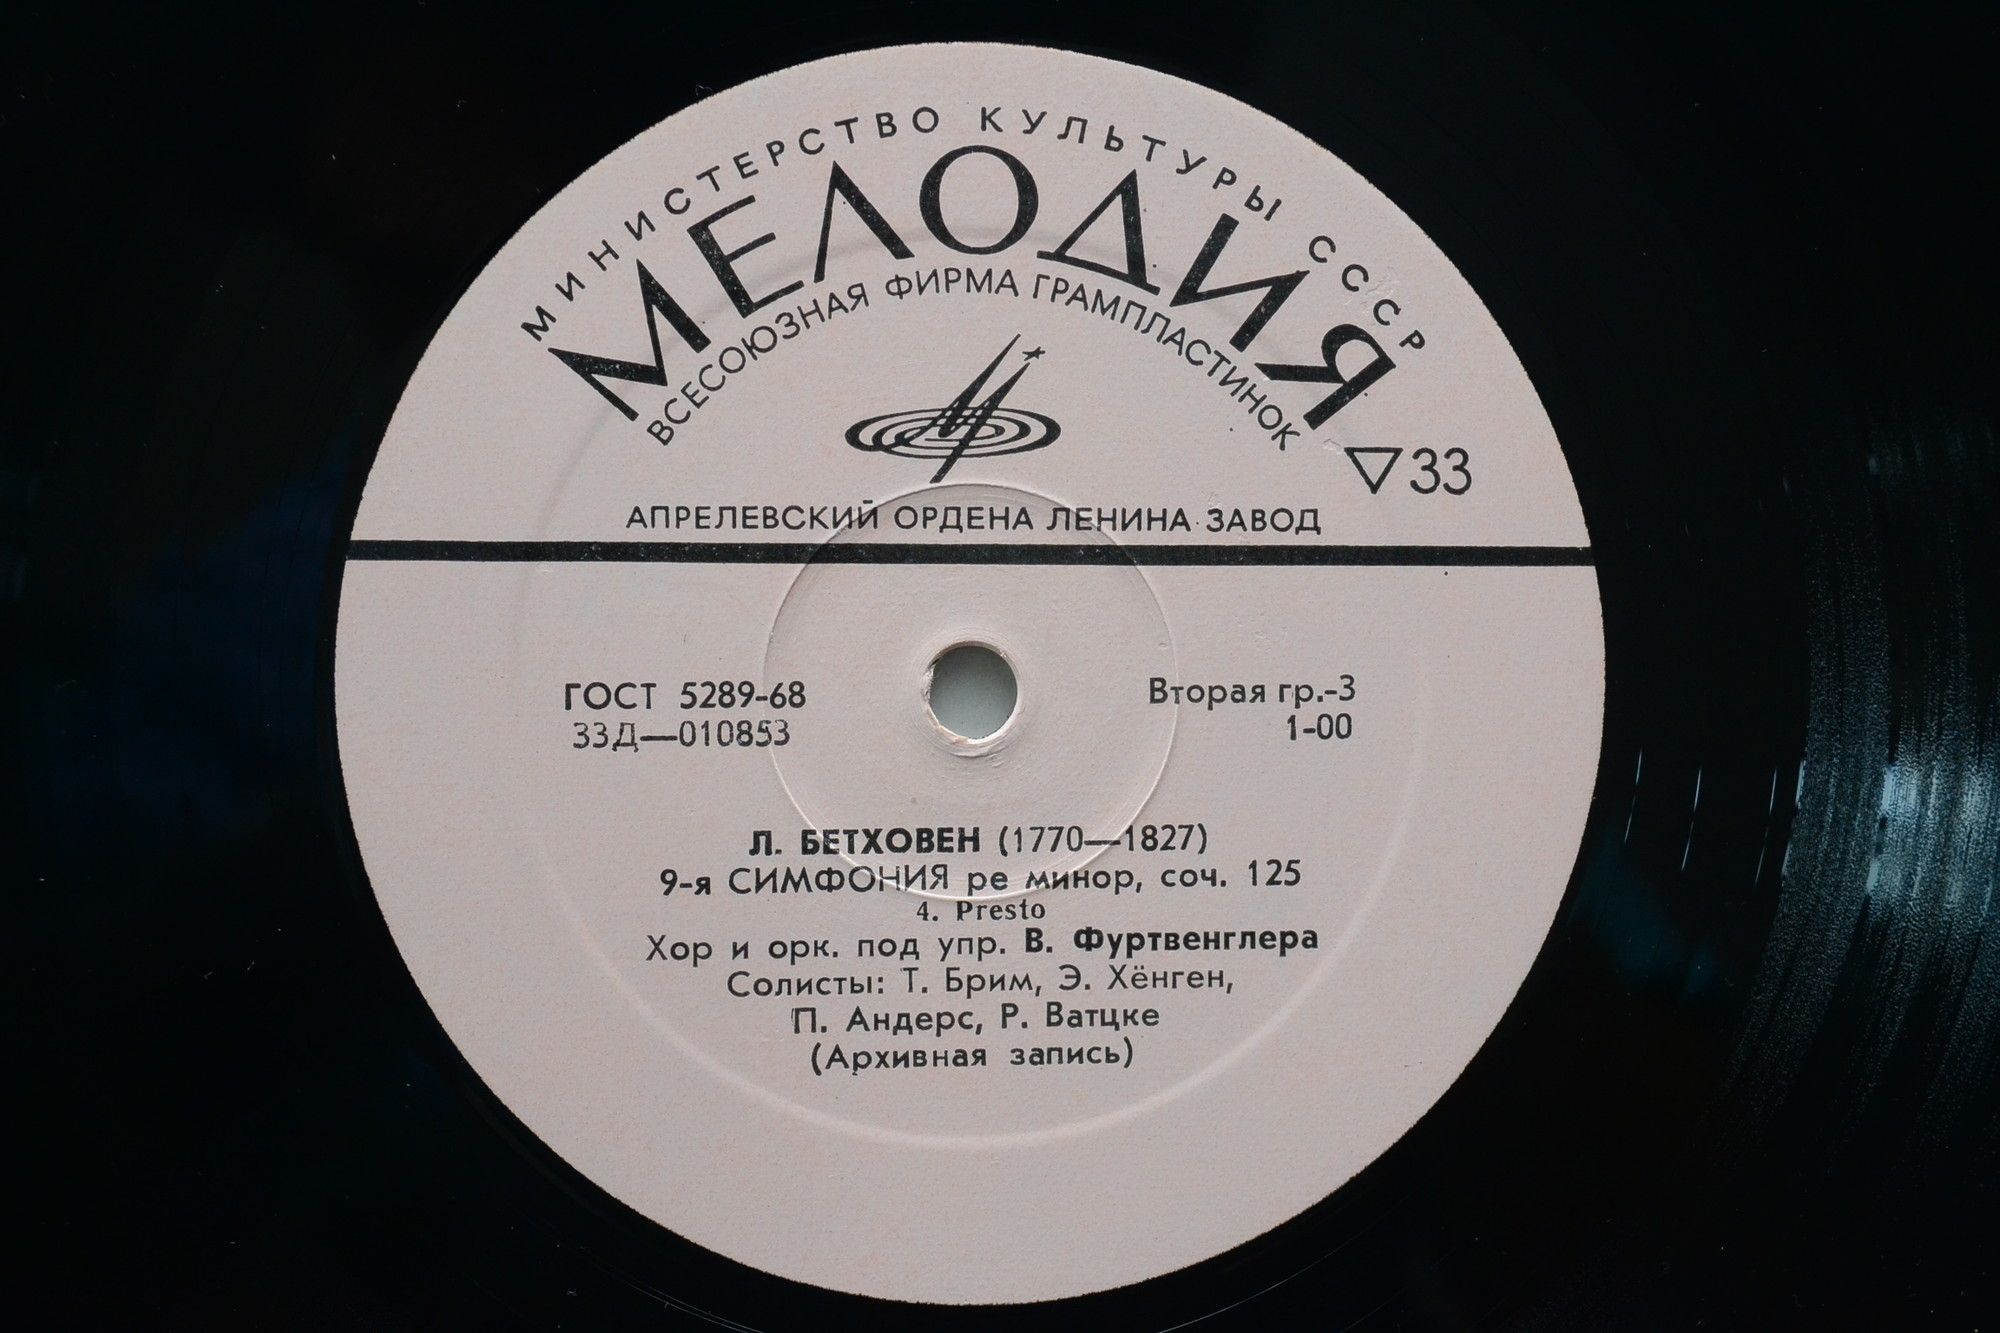 МИНИСТЕРСТВО КУЛЬТУРЫ СССР
МЕЛОДИЯ
ВСЕСОЮЗНАЯ ФИРМА ГРАМПЛАСТИНОК
▽33
АПРЕЛЕВСКИЙ ОРДЕНА ЛЕНИНА ЗАВОД
ГОСТ 5289-68
33Д—010853
Вторая гр.-3
1-00
Л. БЕТХОВЕН (1770—1827)
9-я СИМФОНИЯ ре минор, соч. 125
4. Presto
Хор и орк. под упр. В. Фуртвенглера
Солисты: Т. Брим, Э. Хёнген,
П. Андерс, Р. Ватцке
(Архивная запись)